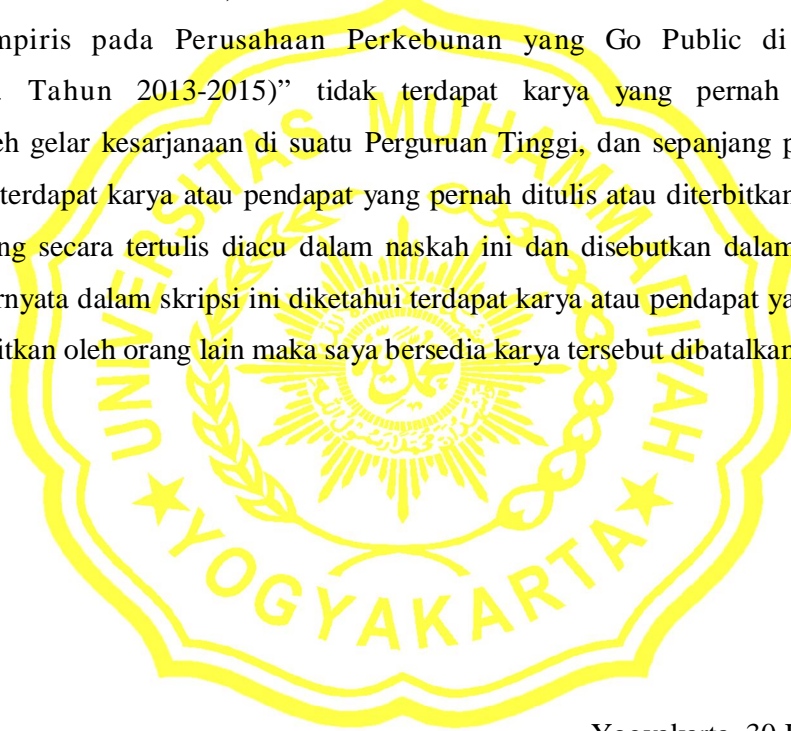 mpiris pada Perusahaan Perkebunan yang Go Public di
Tahun 2013-2015)” tidak terdapat karya yang pernah
eh gelar kesarjanaan di suatu Perguruan Tinggi, dan sepanjang p
terdapat karya atau pendapat yang pernah ditulis atau diterbitkan
ng secara tertulis diacu dalam naskah ini dan disebutkan dalam
rnyata dalam skripsi ini diketahui terdapat karya atau pendapat ya
itkan oleh orang lain maka saya bersedia karya tersebut dibatalkan
UNIVERSITAS MUHAMMADIYAH
YOGYAKARTA
Yogyakarta, 30